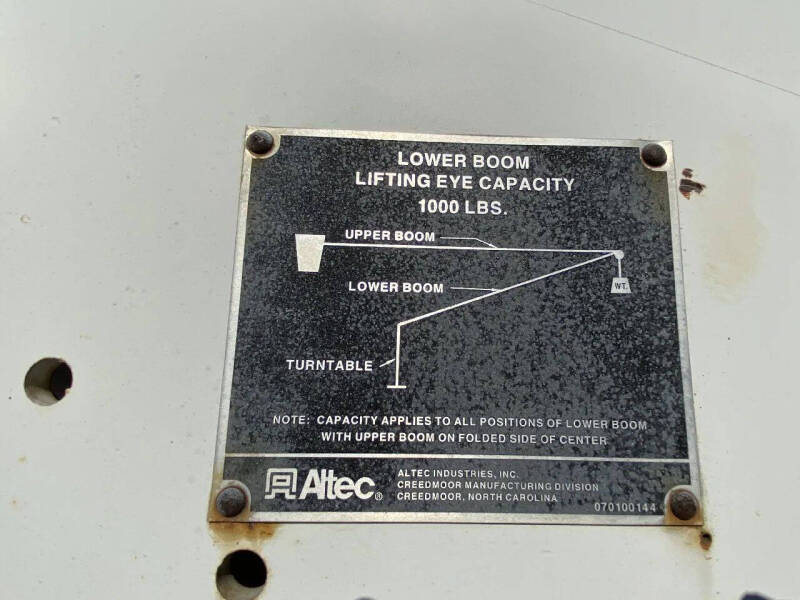 LOWER BOOM
LIFTING EYE CAPACITY
1000 LBS.
UPPER BOOM
LOWER BOOM
WT.
TURNTABLE
NOTE: CAPACITY APPLIES TO ALL POSITIONS OF LOWER BOOM
WITH UPPER BOOM ON FOLDED SIDE OF CENTER
Altec®
ALTEC INDUSTRIES, INC.
CREEDMOOR MANUFACTURING DIVISION
CREEDMOOR, NORTH CAROLINA
070100144